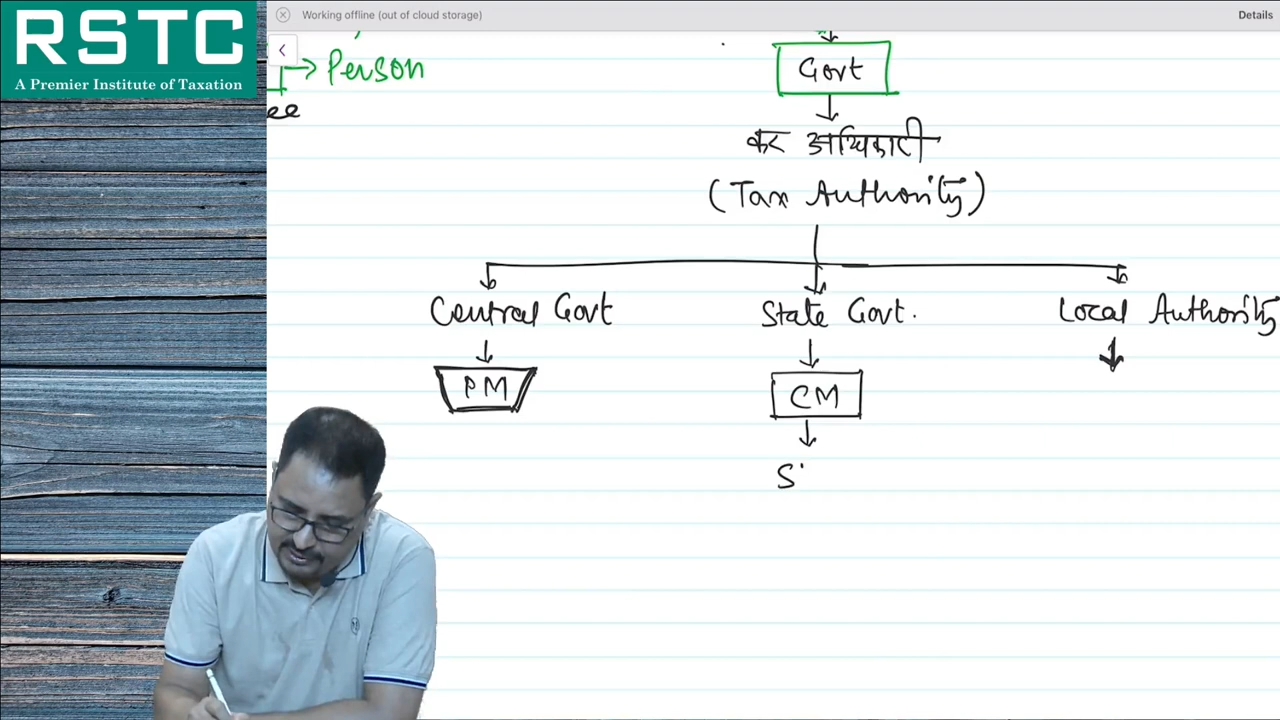 RSTC
A Premier Institute of Taxation
Working offline (out of cloud storage)
Details
Person
ee
Govt
कर अधिकारी
(Tax Authority)
Central Govt
State Govt.
Local Authority
PM
CM
S